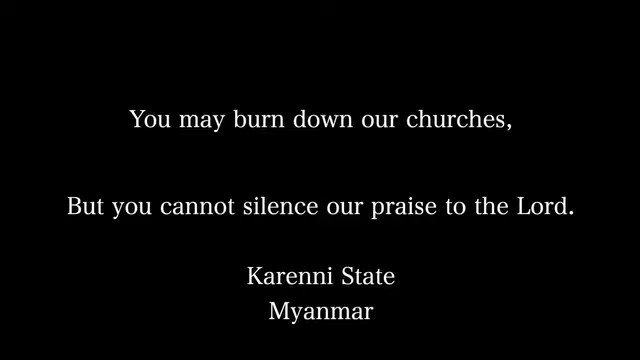 You may burn down our churches,
But you cannot silence our praise to the Lord.
Karenni State
Myanmar